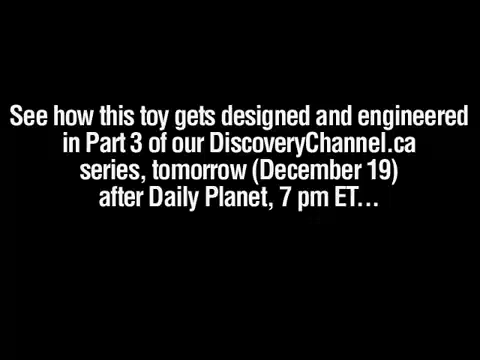 See how this toy gets designed and engineered
in Part 3 of our DiscoveryChannel.ca
series, tomorrow (December 19)
after Daily Planet, 7 pm ET...